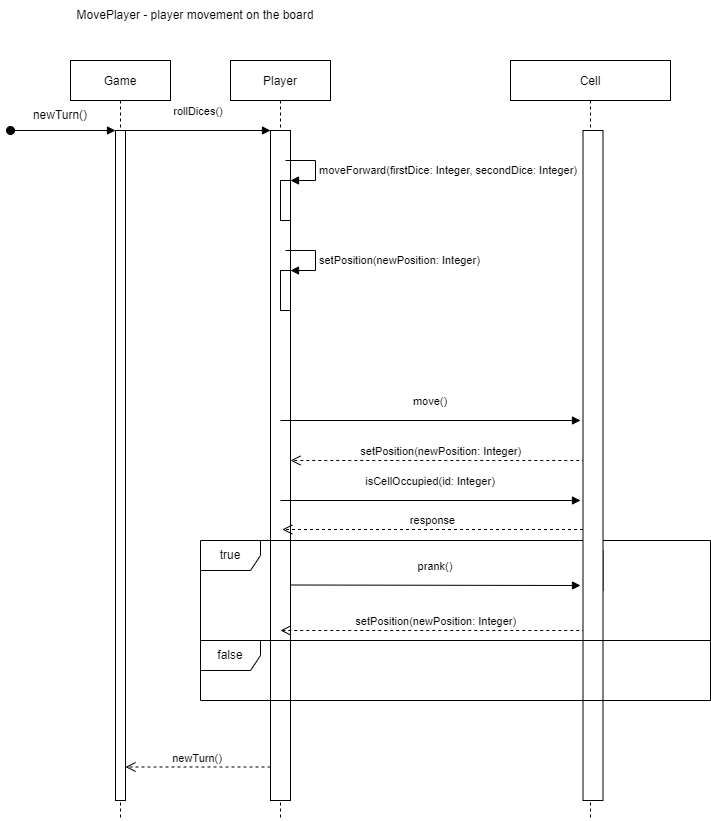 MovePlayer - player movement on the board
Game
Player
Cell
newTurn()
rollDices()
moveForward(firstDice: Integer, secondDice: Integer)
setPosition(newPosition: Integer)
move()
setPosition(newPosition: Integer)
isCellOccupied(id: Integer)
response
true
prank()
setPosition(newPosition: Integer)
false
newTurn()